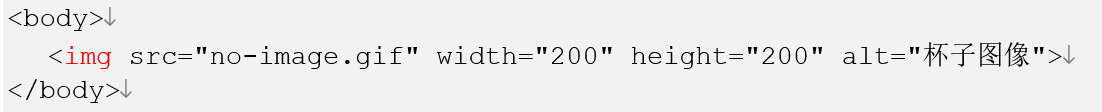 <body>↓
<img src="no-image.gif" width="200" height="200" alt="杯子图像">↓
</body>↓